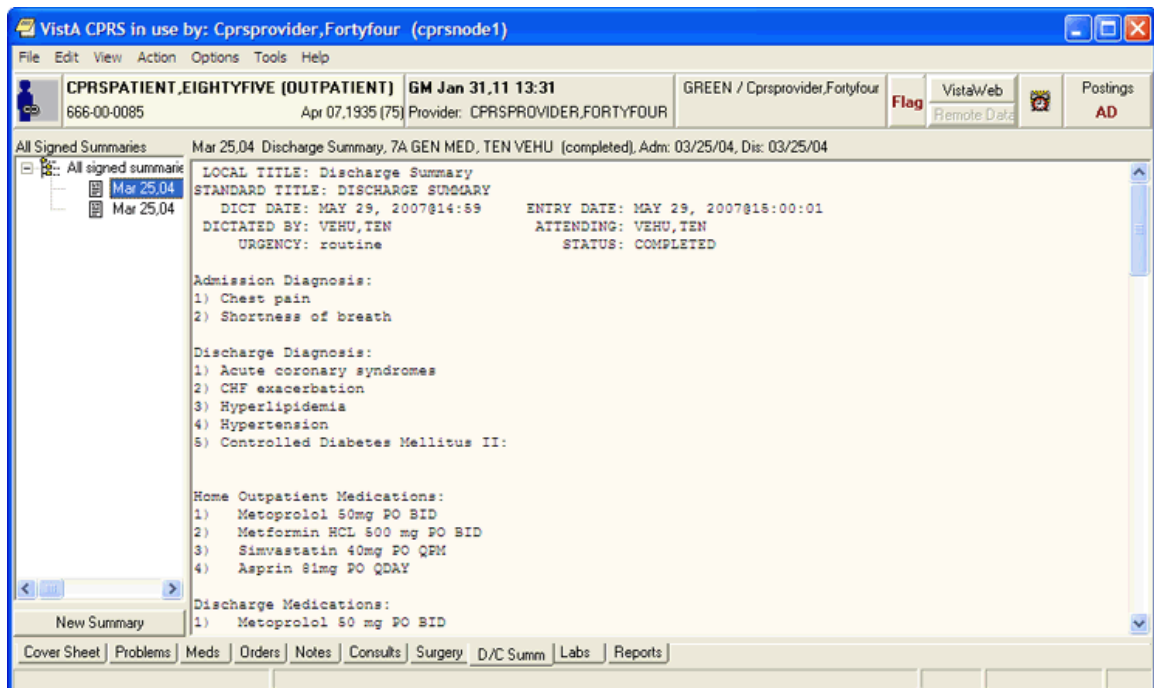 VistA CPRS in use by: Cprsprovider,Fortyfour (cprsnode1)
File Edit View Action Options Tools Help
CPRSPATIENT,EIGHTYFIVE (OUTPATIENT) GM Jan 31,11 13:31 GREEN / Cprsprovider,Fortyfour Flag VistaWeb Postings
666-00-0085 Apr 07,1935 (75) Provider: CPRSPROVIDER,FORTYFOUR Remote Data AD
All Signed Summaries Mar 25,04 Discharge Summary, 7A GEN MED, TEN VEHU (completed), Adm: 03/25/04, Dis: 03/25/04
All signed summarie
Mar 25,04
Mar 25,04
LOCAL TITLE: Discharge Summary
STANDARD TITLE: DISCHARGE SUMMARY
DICT DATE: MAY 29, 2007@14:59 ENTRY DATE: MAY 29, 2007@15:00:01
DICTATED BY: VEHU,TEN ATTENDING: VEHU,TEN
URGENCY: routine STATUS: COMPLETED
Admission Diagnosis:
1) Chest pain
2) Shortness of breath
Discharge Diagnosis:
1) Acute coronary syndromes
2) CHF exacerbation
3) Hyperlipidemia
4) Hypertension
5) Controlled Diabetes Mellitus II:
Home Outpatient Medications:
1) Metoprolol 50mg PO BID
2) Metformin HCL 500 mg PO BID
3) Simvastatin 40mg PO QPM
4) Asprin 81mg PO QDAY
Discharge Medications:
1) Metoprolol 50 mg PO BID
New Summary
Cover Sheet Problems Meds Orders Notes Consults Surgery D/C Summ Labs Reports